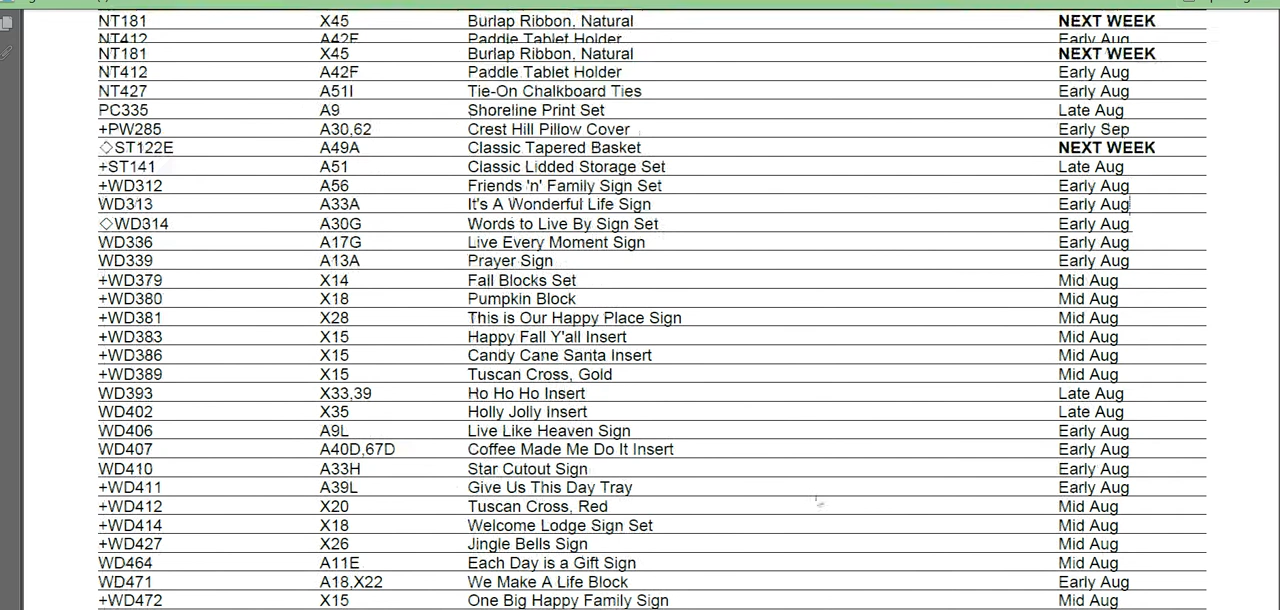 NT181 X45 Burlap Ribbon, Natural NEXT WEEK
NT412 A42F Paddle Tablet Holder Early Aug
NT181 X45 Burlap Ribbon, Natural NEXT WEEK
NT412 A42F Paddle Tablet Holder Early Aug
NT427 A51I Tie-On Chalkboard Ties Early Aug
PC335 A9 Shoreline Print Set Late Aug
+PW285 A30,62 Crest Hill Pillow Cover Early Sep
◇ST122E A49A Classic Tapered Basket NEXT WEEK
+ST141 A51 Classic Lidded Storage Set Late Aug
+WD312 A56 Friends 'n' Family Sign Set Early Aug
WD313 A33A It's A Wonderful Life Sign Early Aug
◇WD314 A30G Words to Live By Sign Set Early Aug
WD336 A17G Live Every Moment Sign Early Aug
WD339 A13A Prayer Sign Early Aug
+WD379 X14 Fall Blocks Set Mid Aug
+WD380 X18 Pumpkin Block Mid Aug
+WD381 X28 This is Our Happy Place Sign Mid Aug
+WD383 X15 Happy Fall Y'all Insert Mid Aug
+WD386 X15 Candy Cane Santa Insert Mid Aug
+WD389 X15 Tuscan Cross, Gold Mid Aug
WD393 X33,39 Ho Ho Ho Insert Late Aug
WD402 X35 Holly Jolly Insert Late Aug
WD406 A9L Live Like Heaven Sign Early Aug
WD407 A40D,67D Coffee Made Me Do It Insert Early Aug
WD410 A33H Star Cutout Sign Early Aug
+WD411 A39L Give Us This Day Tray Early Aug
+WD412 X20 Tuscan Cross, Red Mid Aug
+WD414 X18 Welcome Lodge Sign Set Mid Aug
+WD427 X26 Jingle Bells Sign Mid Aug
WD464 A11E Each Day is a Gift Sign Mid Aug
WD471 A18,X22 We Make A Life Block Early Aug
+WD472 X15 One Big Happy Family Sign Mid Aug